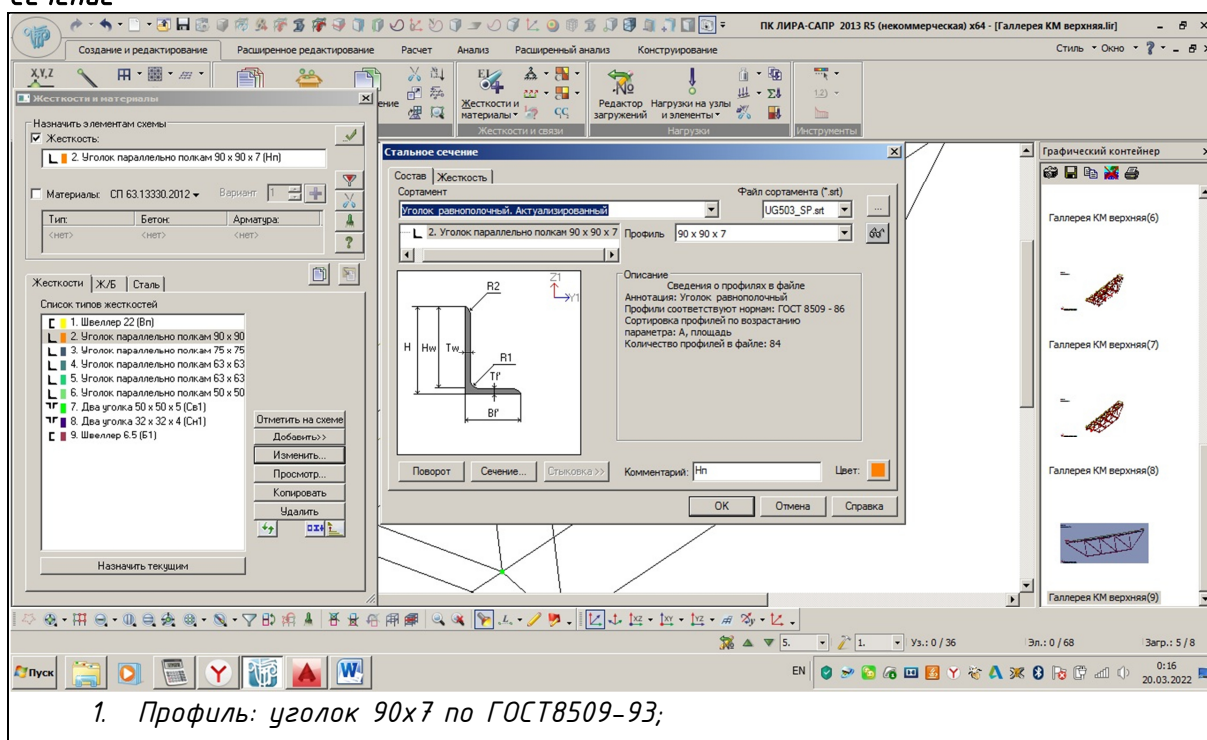 сечение
ПК ЛИРА-САПР 2013 R5 (некоммерческая) x64 - [Галлерея КМ верхняя.lir]
Создание и редактирование
Расширенное редактирование
Расчет
Анализ
Расширенный анализ
Конструирование
Стиль
Окно
X,Y,Z
EJ
Жесткости и материалы
Редактор загружений
Нагрузки на узлы и элементы
Жесткости и связи
Нагрузки
Инструменты
Жесткости и материалы
Назначить элементам схемы
Жесткость:
2. Уголок параллельно полкам 90 x 90 x 7 (Нп)
Материалы: СП 63.13330.2012
Вариант: 1
Тип: Бетон: Арматура:
<нет> <нет> <нет>
Жесткости Ж/Б Сталь
Список типов жесткостей
1. Швеллер 22 (Вп)
2. Уголок параллельно полкам 90 x 90
3. Уголок параллельно полкам 75 x 75
4. Уголок параллельно полкам 63 x 63
5. Уголок параллельно полкам 63 x 63
6. Уголок параллельно полкам 50 x 50
7. Два уголка 50 x 50 x 5 (Св1)
8. Два уголка 32 x 32 x 4 (Сн1)
9. Швеллер 6.5 (Б1)
Отметить на схеме
Добавить>>
Изменить...
Просмотр...
Копировать
Удалить
Назначить текущим
Стальное сечение
Состав Жесткость
Сортамент
Файл сортамента (*.srt)
Уголок равнополочный. Актуализированный
UG503_SP.srt
...
2. Уголок параллельно полкам 90 x 90 x 7
Профиль 90 x 90 x 7
R2
Z1
Y1
H Hw Tw
R1
Tf'
Bf'
Описание
Сведения о профилях в файле
Аннотация: Уголок равнополочный
Профили соответствуют нормам: ГОСТ 8509 - 86
Сортировка профилей по возрастанию
параметра: A, площадь
Количество профилей в файле: 84
Поворот
Сечение...
Стыковка >>
Комментарий: Нп
Цвет:
OK
Отмена
Справка
Графический контейнер
Галлерея КМ верхняя(6)
Галлерея КМ верхняя(7)
Галлерея КМ верхняя(8)
Галлерея КМ верхняя(9)
5.
1.
Уз.: 0 / 36
Эл.: 0 / 68
Загр.: 5 / 8
Пуск
EN
0:16
20.03.2022
1. Профиль: уголок 90х7 по ГОСТ8509-93;